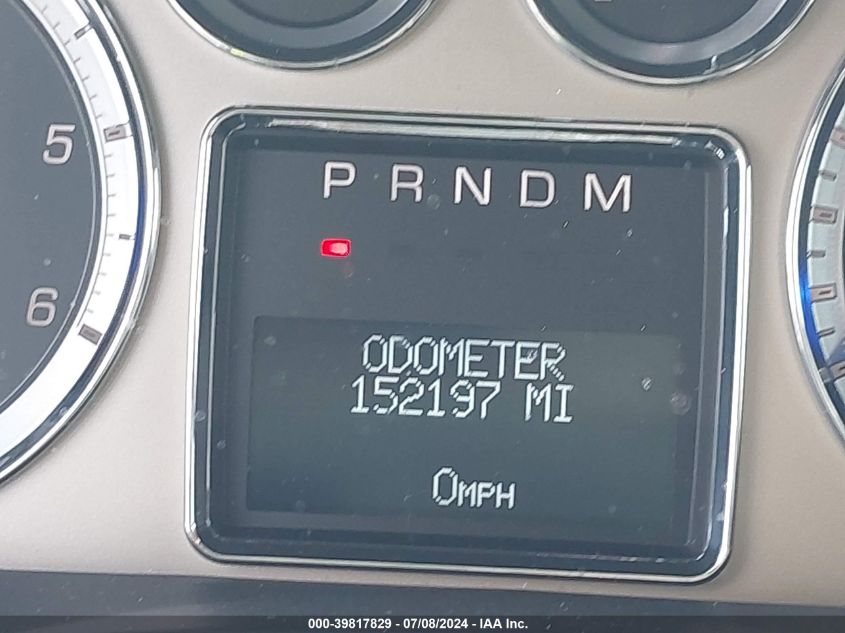 5
6
P R N D M
ODOMETER
152197 MI
0MPH
000-39817829 - 07/08/2024 - IAA Inc.